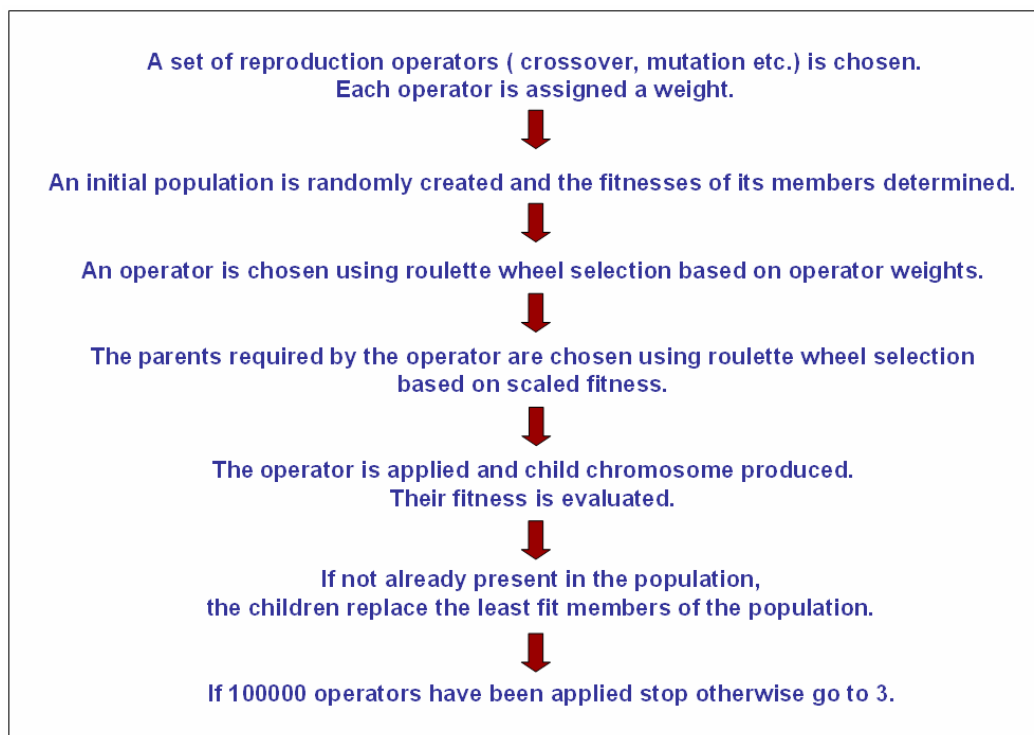 A set of reproduction operators ( crossover, mutation etc.) is chosen.
Each operator is assigned a weight.
An initial population is randomly created and the fitnesses of its members determined.
An operator is chosen using roulette wheel selection based on operator weights.
The parents required by the operator are chosen using roulette wheel selection
based on scaled fitness.
The operator is applied and child chromosome produced.
Their fitness is evaluated.
If not already present in the population,
the children replace the least fit members of the population.
If 100000 operators have been applied stop otherwise go to 3.